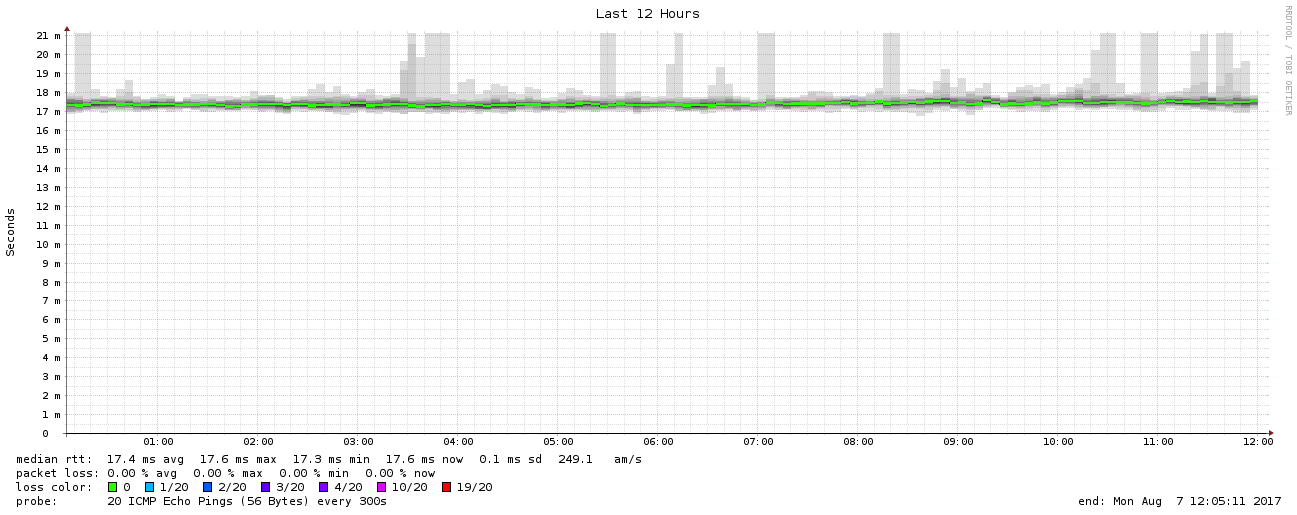 Last 12 Hours
RRDTOOL / TOBI OETIKER
Seconds
21 m
20 m
19 m
18 m
17 m
16 m
15 m
14 m
13 m
12 m
11 m
10 m
9 m
8 m
7 m
6 m
5 m
4 m
3 m
2 m
1 m
0
01:00 02:00 03:00 04:00 05:00 06:00 07:00 08:00 09:00 10:00 11:00 12:00
median rtt: 17.4 ms avg 17.6 ms max 17.3 ms min 17.6 ms now 0.1 ms sd 249.1 am/s
packet loss: 0.00 % avg 0.00 % max 0.00 % min 0.00 % now
loss color: 0 1/20 2/20 3/20 4/20 10/20 19/20
probe: 20 ICMP Echo Pings (56 Bytes) every 300s end: Mon Aug 7 12:05:11 2017